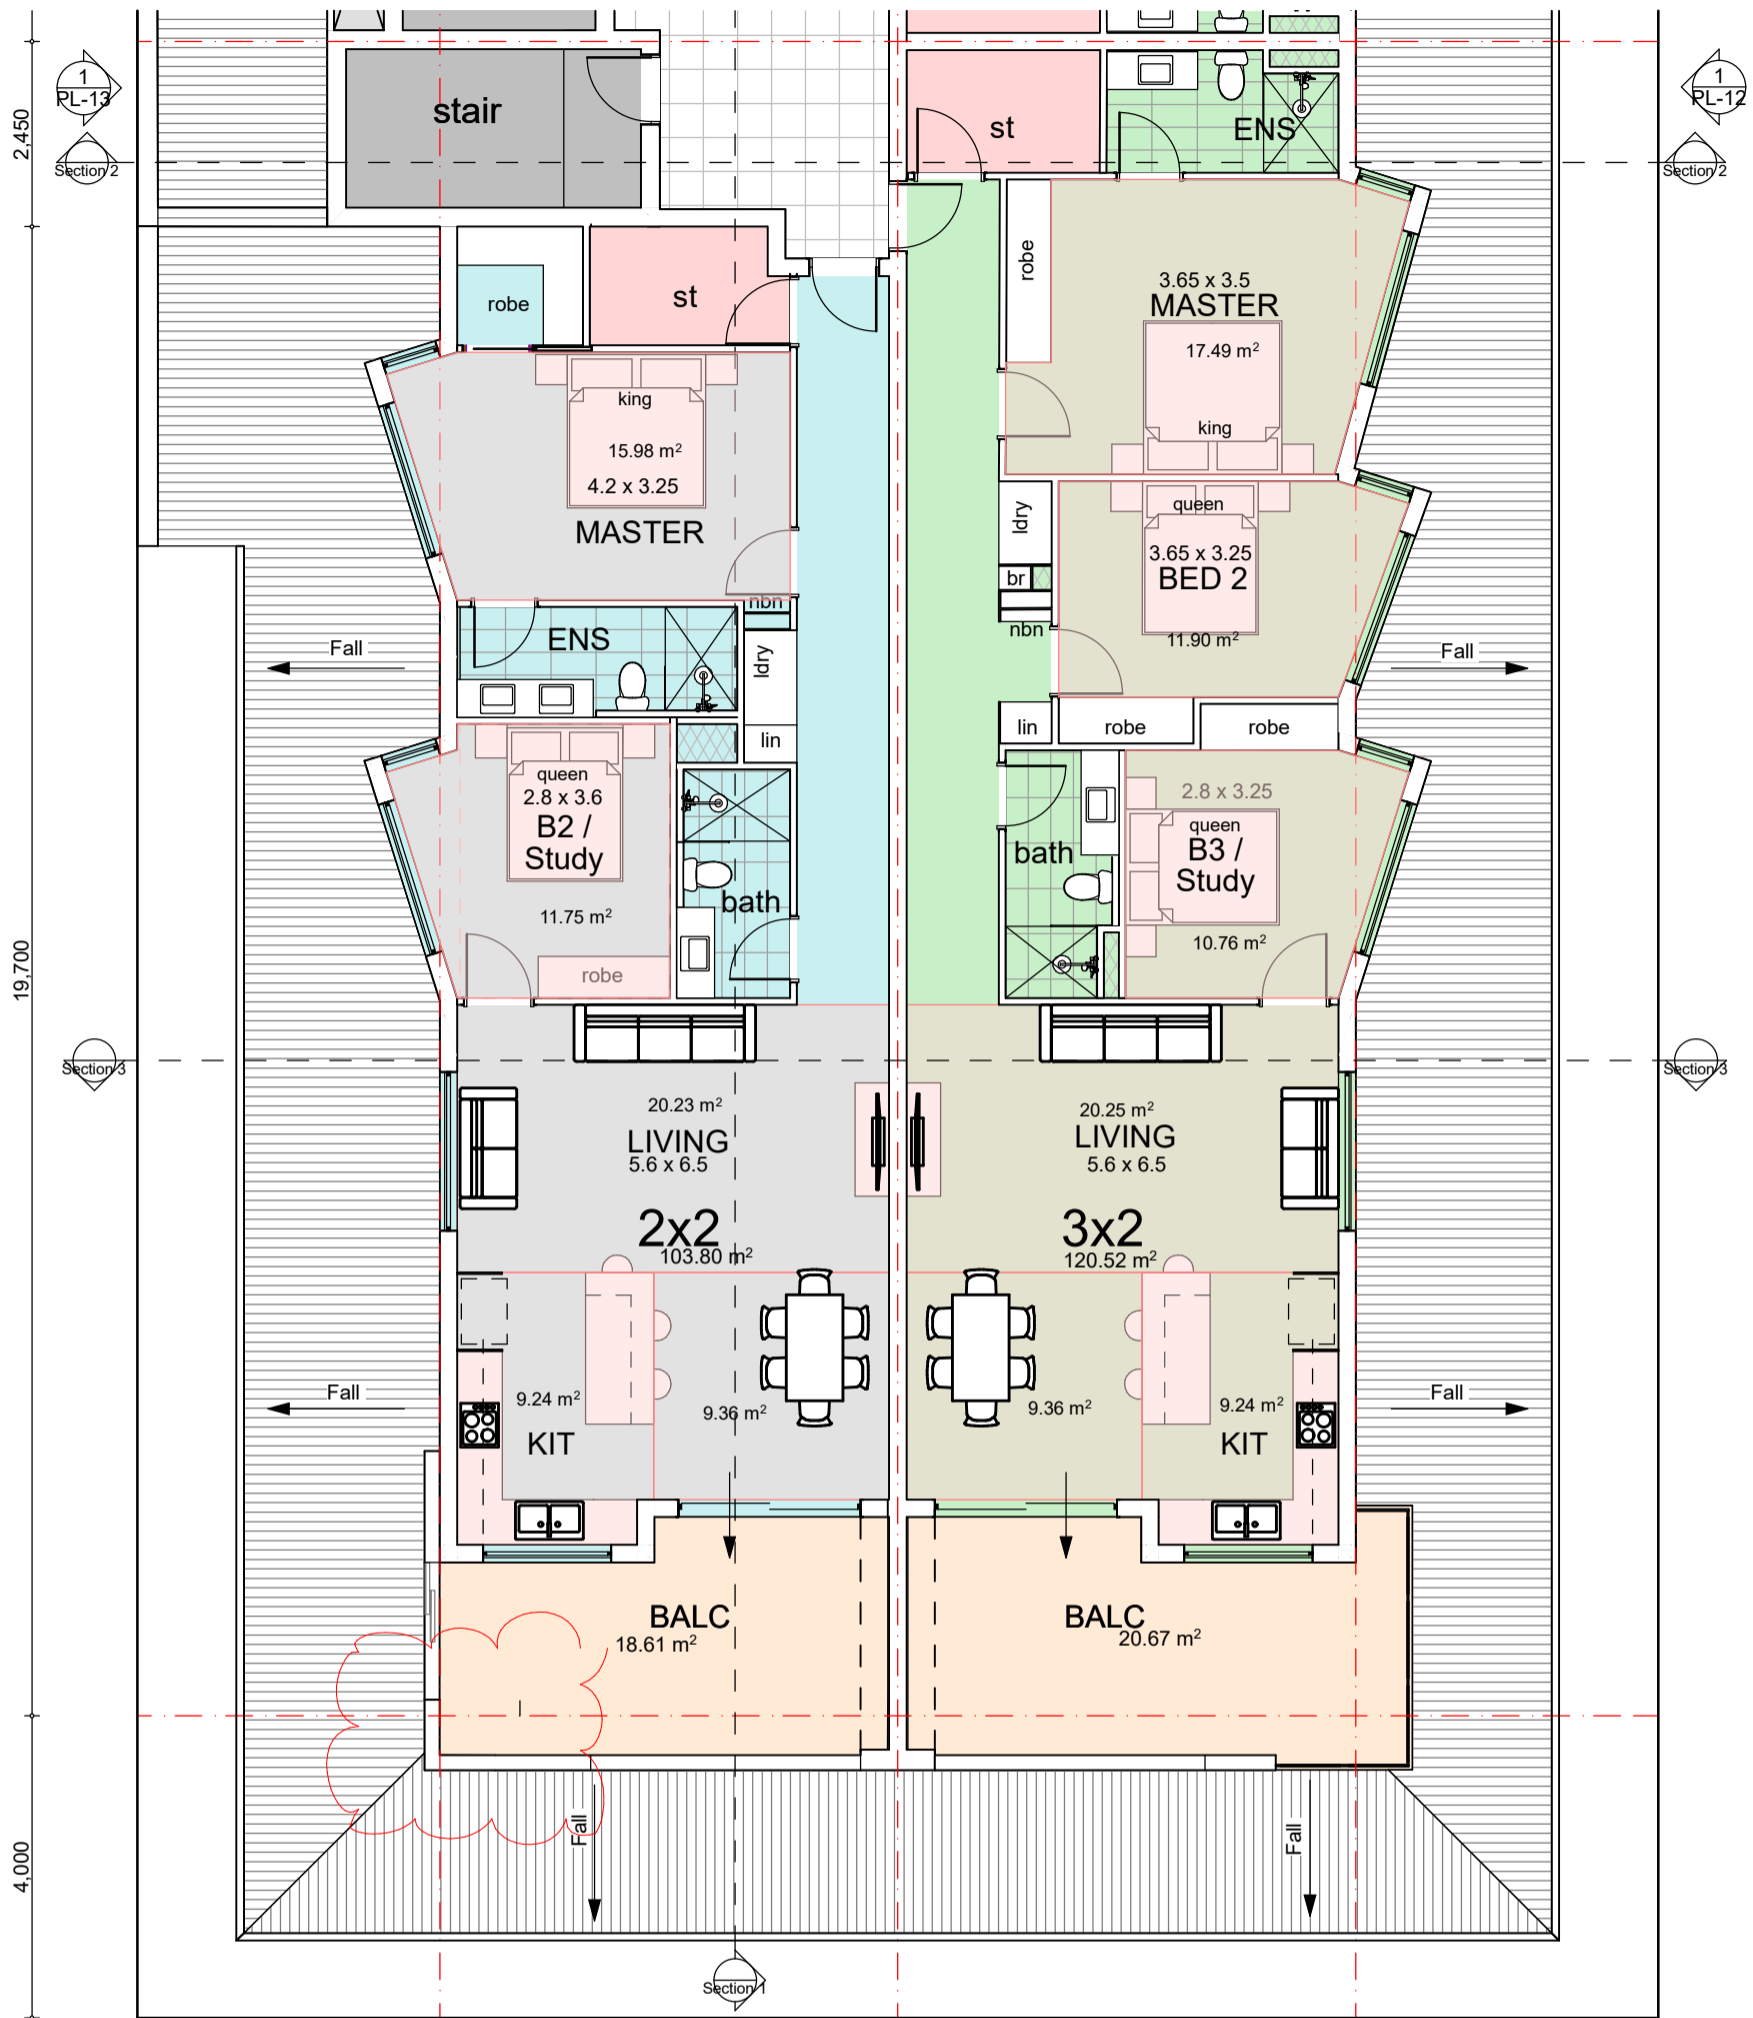 1
PL-13
1
PL-12
2,450
Section 2
Section 2
stair
st
ENS
robe
st
robe
3.65 x 3.5
MASTER
17.49 m²
king
king
15.98 m²
4.2 x 3.25
MASTER
queen
3.65 x 3.25
BED 2
11.90 m²
ldry
br
nbn
nbn
ENS
ldry
lin
Fall
Fall
lin
robe
robe
queen
2.8 x 3.6
B2 /
Study
11.75 m²
robe
bath
bath
2.8 x 3.25
queen
B3 /
Study
10.76 m²
19,700
Section 3
Section 3
20.23 m²
LIVING
5.6 x 6.5
2x2
103.80 m²
20.25 m²
LIVING
5.6 x 6.5
3x2
120.52 m²
Fall
Fall
9.24 m²
KIT
9.36 m²
9.36 m²
9.24 m²
KIT
BALC
18.61 m²
BALC
20.67 m²
Fall
Fall
4,000
Section 1